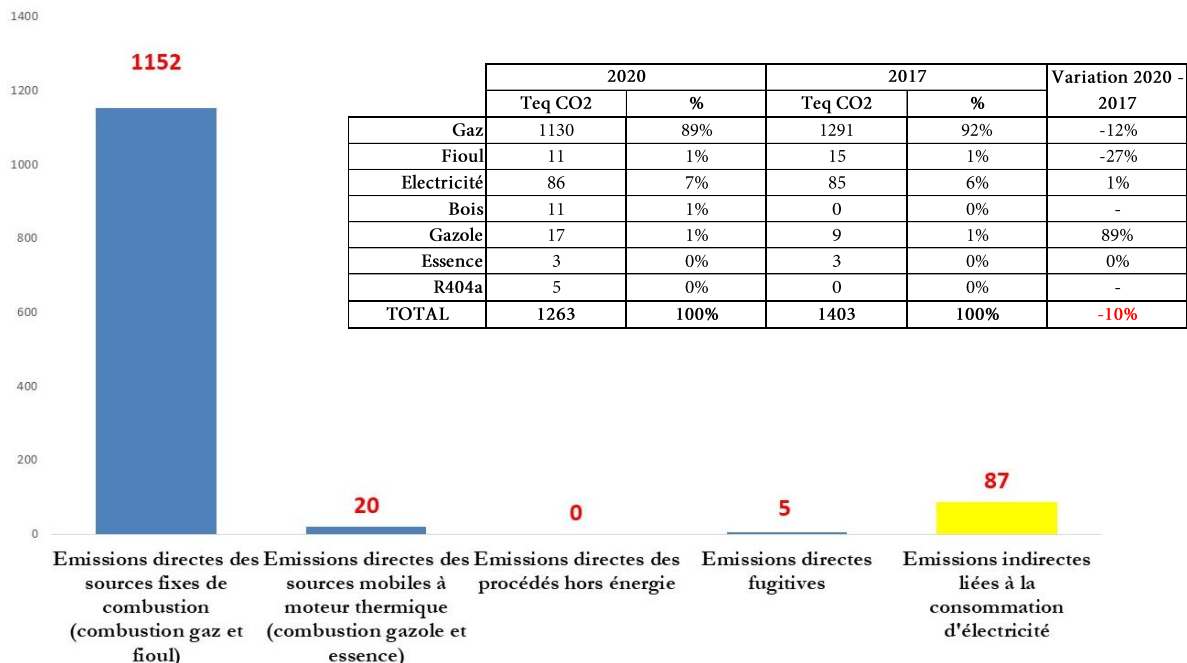 1400
1200
1000
800
600
400
200
0
1152
20
0
5
87
2020 2017 Variation 2020 -
Teq CO2 % Teq CO2 % 2017
Gaz 1130 89% 1291 92% -12%
Fioul 11 1% 15 1% -27%
Electricité 86 7% 85 6% 1%
Bois 11 1% 0 0% -
Gazole 17 1% 9 1% 89%
Essence 3 0% 3 0% 0%
R404a 5 0% 0 0% -
TOTAL 1263 100% 1403 100% -10%
Emissions directes des
sources fixes de
combustion
(combustion gaz et
fioul)
Emissions directes des
sources mobiles à
moteur thermique
(combustion gazole et
essence)
Emissions directes des
procédés hors énergie
Emissions directes
fugitives
Emissions indirectes
liées à la
consommation
d'électricité